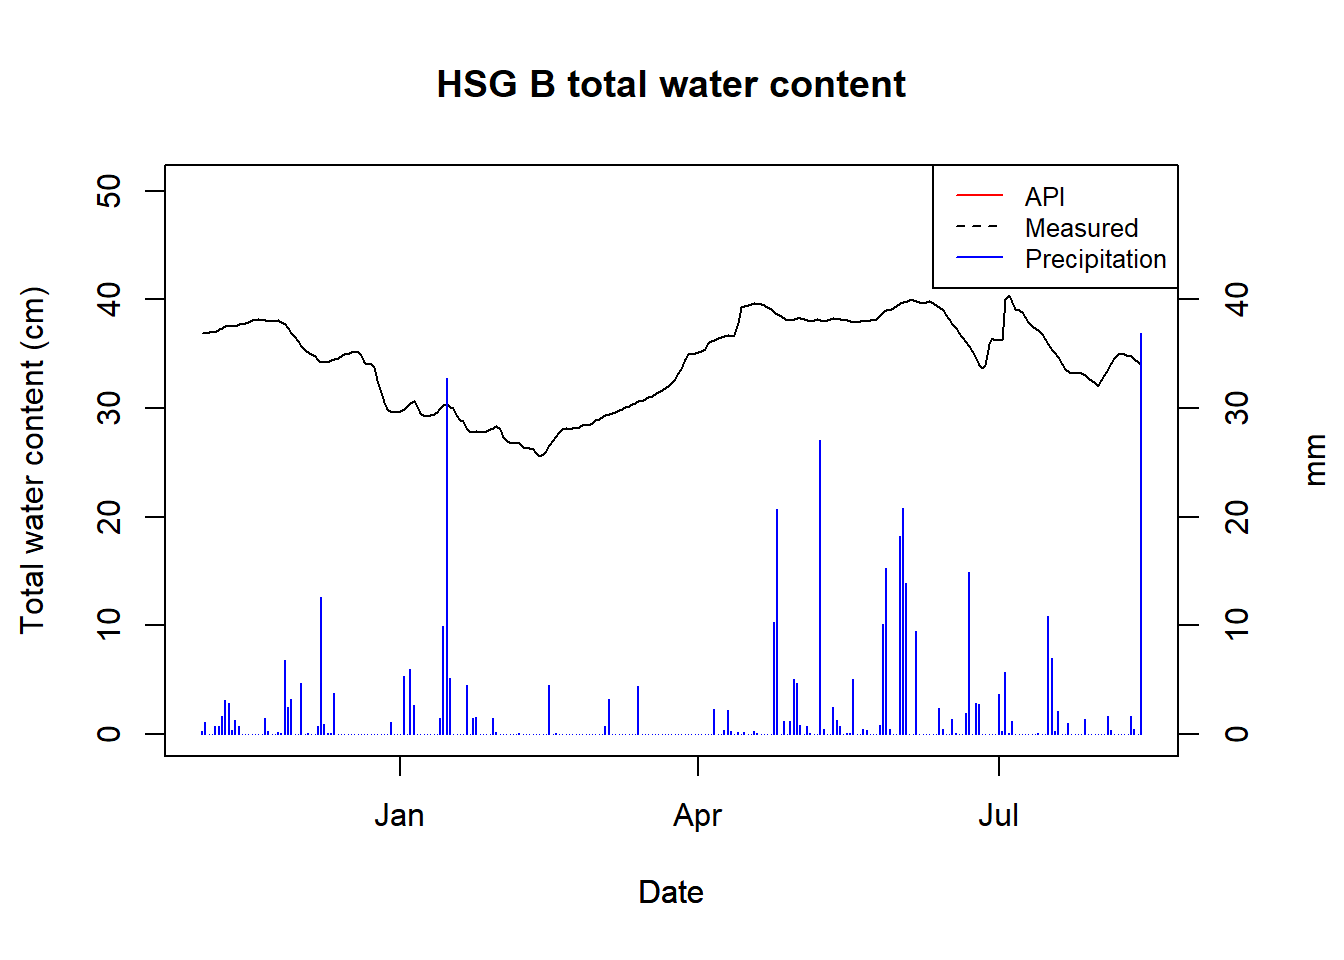 HSG B total water content
50
40
30
20
10
0
Total water content (cm)
API
Measured
Precipitation
40
30
20
10
0
mm
Jan
Apr
Jul
Date